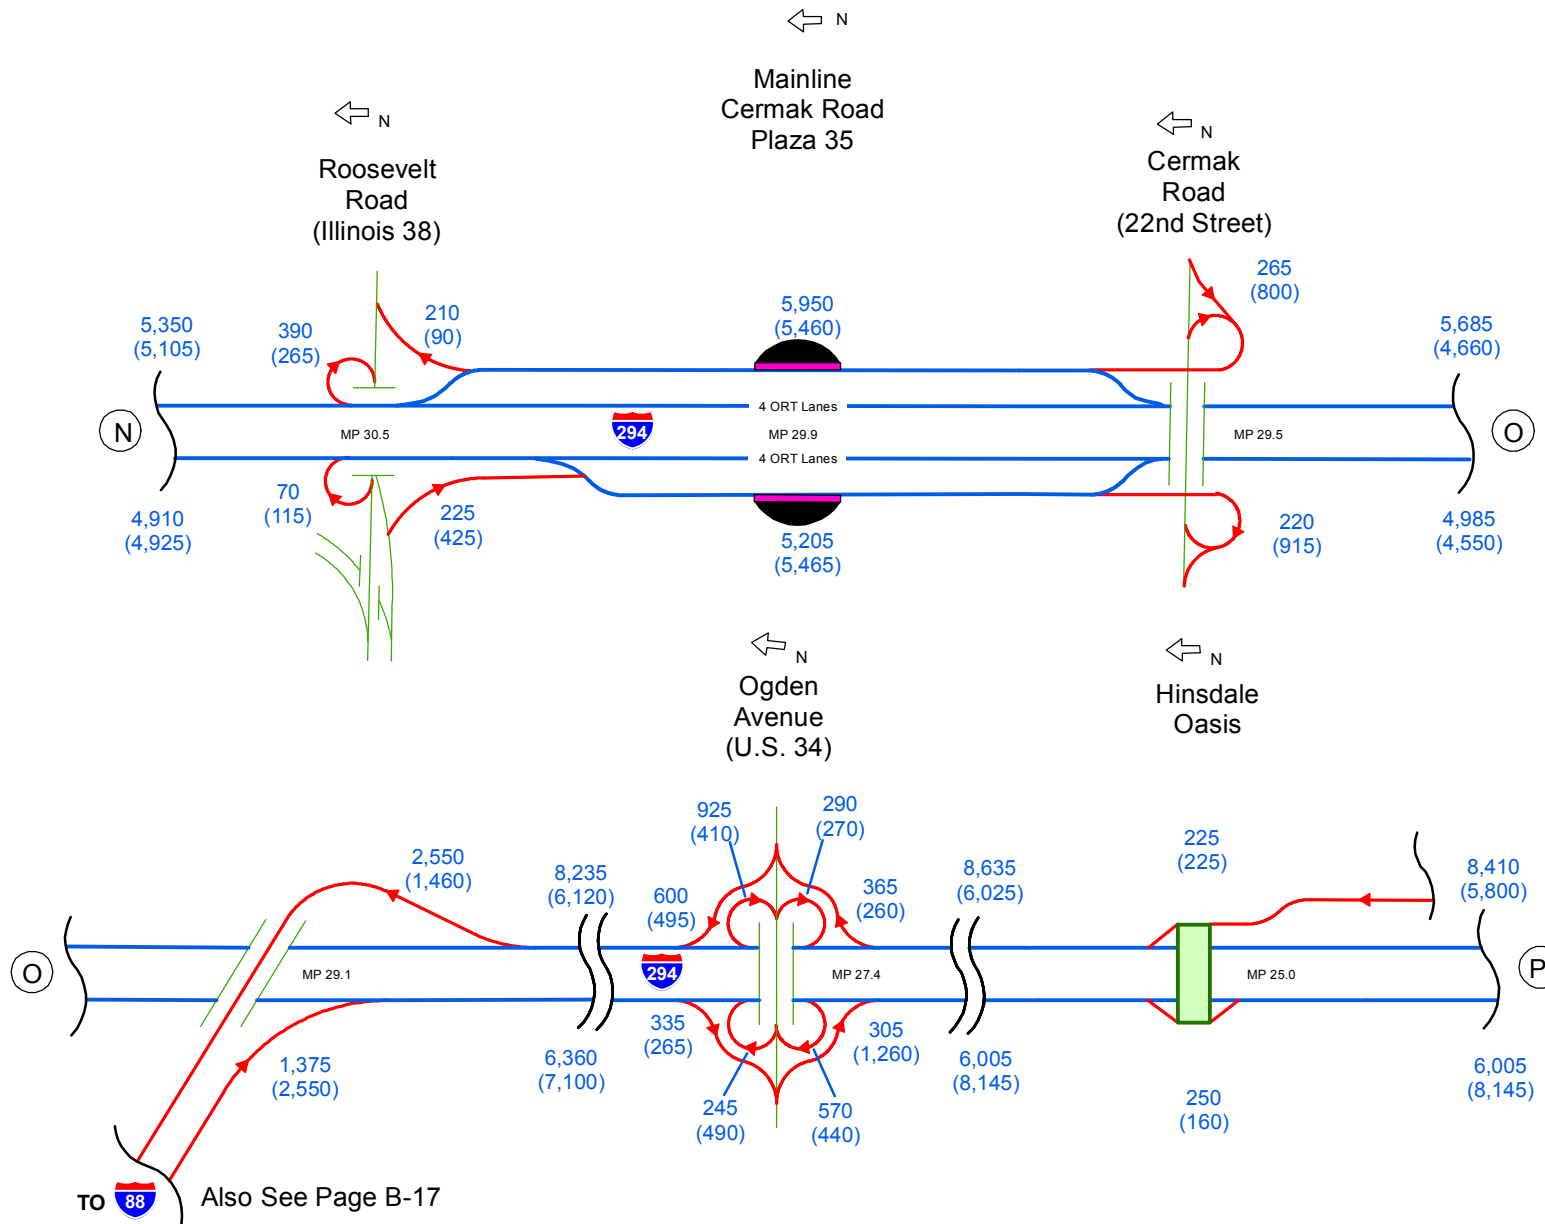 N
Mainline
Cermak Road
Plaza 35
N
Roosevelt
Road
(Illinois 38)
N
Cermak
Road
(22nd Street)
5,350
(5,105)
390
(265)
210
(90)
5,950
(5,460)
265
(800)
5,685
(4,660)
4 ORT Lanes
N
MP 30.5
294
MP 29.9
MP 29.5
O
4 ORT Lanes
4,910
(4,925)
70
(115)
225
(425)
5,205
(5,465)
220
(915)
4,985
(4,550)
N
Ogden
Avenue
(U.S. 34)
N
Hinsdale
Oasis
2,550
(1,460)
8,235
(6,120)
600
(495)
925
(410)
290
(270)
365
(260)
8,635
(6,025)
225
(225)
8,410
(5,800)
O
MP 29.1
294
MP 27.4
MP 25.0
P
1,375
(2,550)
6,360
(7,100)
335
(265)
245
(490)
570
(440)
305
(1,260)
6,005
(8,145)
250
(160)
6,005
(8,145)
TO 88 Also See Page B-17